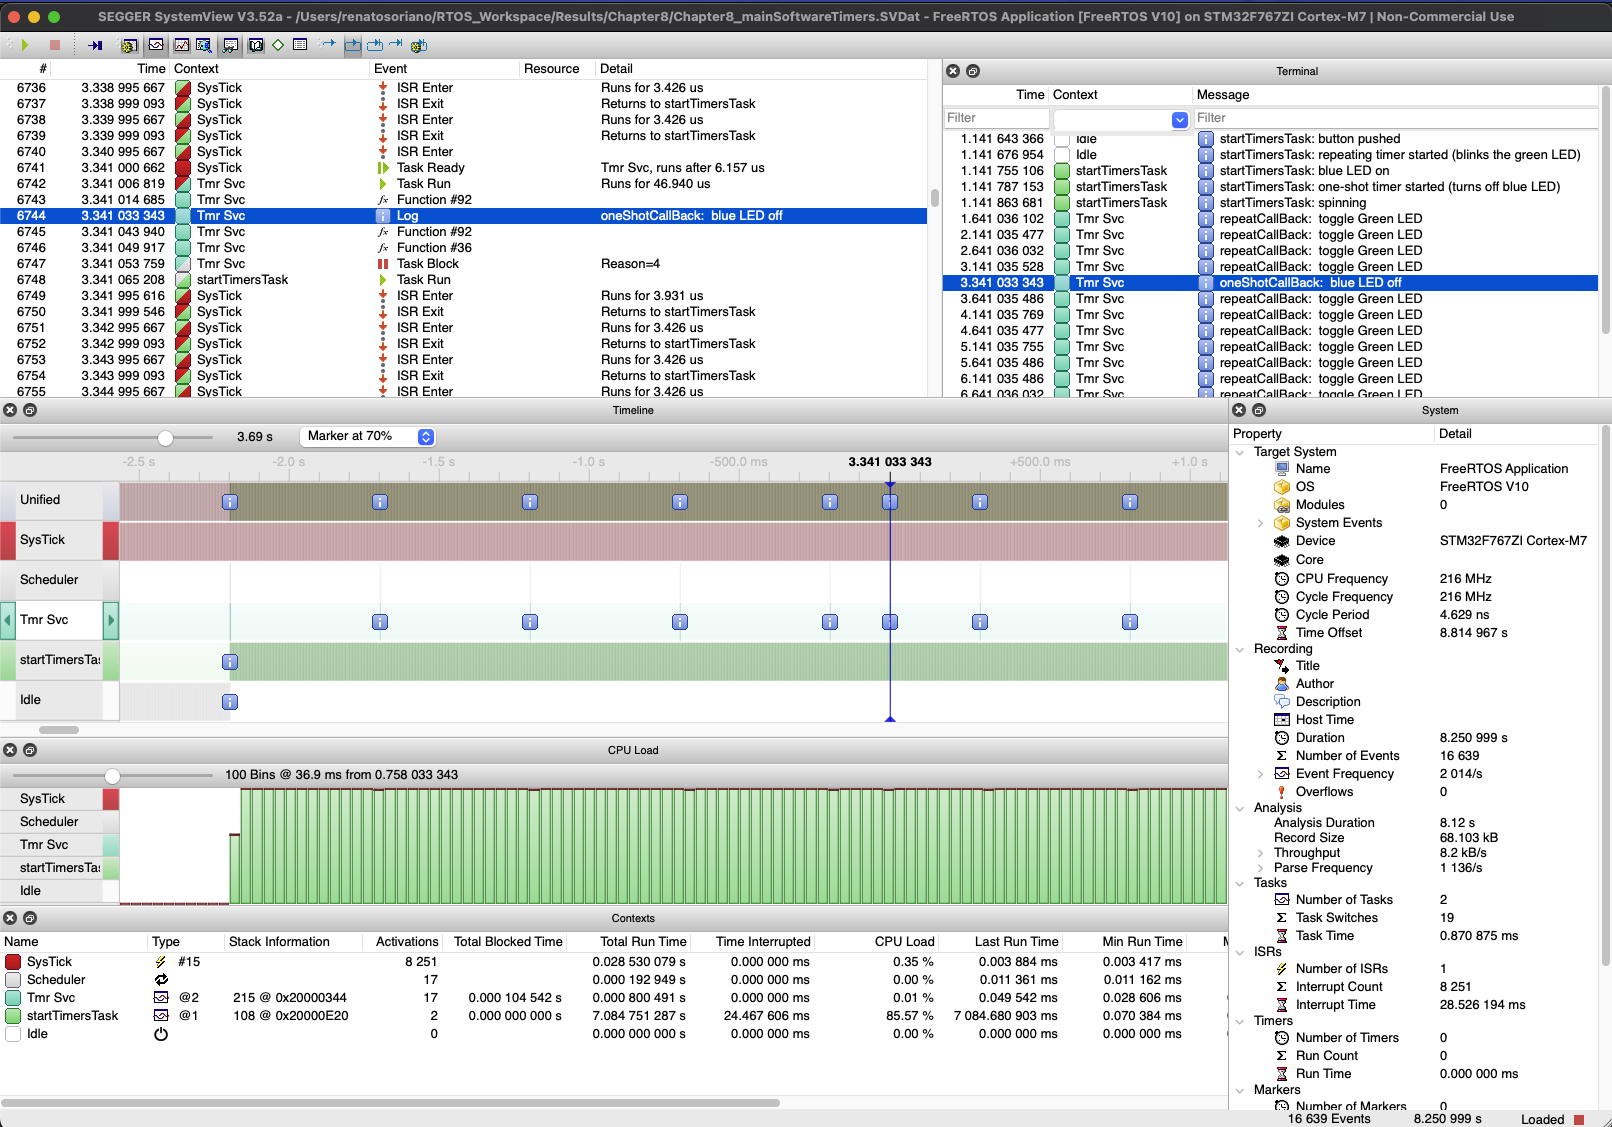 SEGGER SystemView V3.52a - /Users/renatosoriano/RTOS_Workspace/Results/Chapter8/Chapter8_mainSoftwareTimers.SVDat - FreeRTOS Application [FreeRTOS V10] on STM32F767ZI Cortex-M7 | Non-Commercial Use
# Time Context Event Resource Detail
6736 3.338 995 667 SysTick ISR Enter Runs for 3.426 us
6737 3.338 999 093 SysTick ISR Exit Returns to startTimersTask
6738 3.339 995 667 SysTick ISR Enter Runs for 3.426 us
6739 3.339 999 093 SysTick ISR Exit Returns to startTimersTask
6740 3.340 995 667 SysTick ISR Enter
6741 3.341 000 662 SysTick Task Ready Tmr Svc, runs after 6.157 us
6742 3.341 006 819 Tmr Svc Task Run Runs for 46.940 us
6743 3.341 014 685 Tmr Svc Function #92
6744 3.341 033 343 Tmr Svc Log oneShotCallBack: blue LED off
6745 3.341 043 940 Tmr Svc Function #92
6746 3.341 049 917 Tmr Svc Function #36
6747 3.341 053 759 Tmr Svc Task Block Reason=4
6748 3.341 065 208 startTimersTask Task Run
6749 3.341 995 616 SysTick ISR Enter Runs for 3.931 us
6750 3.341 999 546 SysTick ISR Exit Returns to startTimersTask
6751 3.342 995 667 SysTick ISR Enter Runs for 3.426 us
6752 3.342 999 093 SysTick ISR Exit Returns to startTimersTask
6753 3.343 995 667 SysTick ISR Enter Runs for 3.426 us
6754 3.343 999 093 SysTick ISR Exit Returns to startTimersTask
6755 3.344 995 667 SysTick ISR Enter Runs for 3.426 us
Terminal
Time Context Message
Filter Filter
1.141 643 366 Idle startTimersTask: button pushed
1.141 676 954 Idle startTimersTask: repeating timer started (blinks the green LED)
1.141 755 106 startTimersTask startTimersTask: blue LED on
1.141 787 153 startTimersTask startTimersTask: one-shot timer started (turns off blue LED)
1.141 863 681 startTimersTask startTimersTask: spinning
1.641 036 102 Tmr Svc repeatCallBack: toggle Green LED
2.141 035 477 Tmr Svc repeatCallBack: toggle Green LED
2.641 036 032 Tmr Svc repeatCallBack: toggle Green LED
3.141 035 528 Tmr Svc repeatCallBack: toggle Green LED
3.341 033 343 Tmr Svc oneShotCallBack: blue LED off
3.641 035 486 Tmr Svc repeatCallBack: toggle Green LED
4.141 035 769 Tmr Svc repeatCallBack: toggle Green LED
4.641 035 477 Tmr Svc repeatCallBack: toggle Green LED
5.141 035 755 Tmr Svc repeatCallBack: toggle Green LED
5.641 035 486 Tmr Svc repeatCallBack: toggle Green LED
6.141 035 486 Tmr Svc repeatCallBack: toggle Green LED
6.641 036 032 Tmr Svc repeatCallBack: toggle Green LED
Timeline
3.69 s Marker at 70%
-2.5 s -2.0 s -1.5 s -1.0 s -500.0 ms 3.341 033 343 +500.0 ms +1.0 s
Unified
SysTick
Scheduler
Tmr Svc
startTimersTa
Idle
CPU Load
100 Bins @ 36.9 ms from 0.758 033 343
SysTick
Scheduler
Tmr Svc
startTimersTa
Idle
Contexts
Name Type Stack Information Activations Total Blocked Time Total Run Time Time Interrupted CPU Load Last Run Time Min Run Time
SysTick #15 8 251 0.028 530 079 s 0.000 000 ms 0.35 % 0.003 884 ms 0.003 417 ms
Scheduler 17 0.000 192 949 s 0.000 000 ms 0.00 % 0.011 361 ms 0.011 162 ms
Tmr Svc @2 215 @ 0x20000344 17 0.000 104 542 s 0.000 800 491 s 0.000 000 ms 0.01 % 0.049 542 ms 0.028 606 ms
startTimersTask @1 108 @ 0x20000E20 2 0.000 000 000 s 7.084 751 287 s 24.467 606 ms 85.57 % 7 084.680 903 ms 0.070 384 ms
Idle 0 0.000 000 000 s 0.000 000 ms 0.00 % 0.000 000 ms 0.000 000 ms
System
Property Detail
Target System
Name FreeRTOS Application
OS FreeRTOS V10
Modules 0
System Events
Device STM32F767ZI Cortex-M7
Core
CPU Frequency 216 MHz
Cycle Frequency 216 MHz
Cycle Period 4.629 ns
Time Offset 8.814 967 s
Recording
Title
Author
Description
Host Time
Duration 8.250 999 s
Number of Events 16 639
Event Frequency 2 014/s
Overflows 0
Analysis
Analysis Duration 8.12 s
Record Size 68.103 kB
Throughput 8.2 kB/s
Parse Frequency 1 136/s
Tasks
Number of Tasks 2
Task Switches 19
Task Time 0.870 875 ms
ISRs
Number of ISRs 1
Interrupt Count 8 251
Interrupt Time 28.526 194 ms
Timers
Number of Timers 0
Run Count 0
Run Time 0.000 000 ms
Markers
Number of Markers 0
16 639 Events 8.250 999 s Loaded